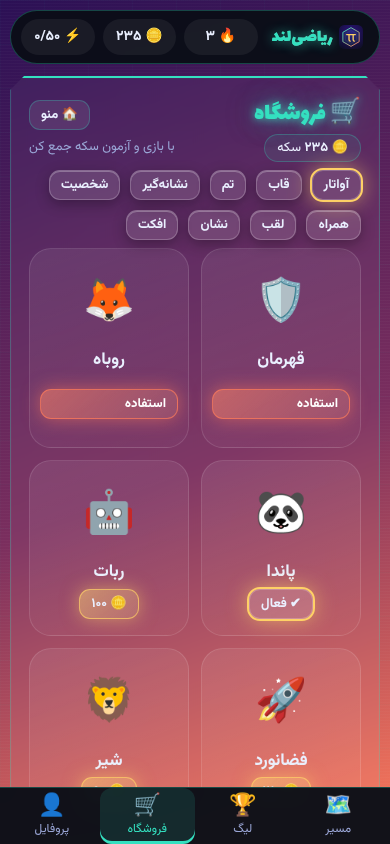 ریاضی‌لند
۳
۲۳۵
۰/۵۰
فروشگاه
منو
۲۳۵ سکه
با بازی و آزمون سکه جمع کن
آواتار
قاب
تم
نشانه‌گیر
شخصیت
همراه
لقب
نشان
افکت
قهرمان
روباه
استفاده
استفاده
پاندا
ربات
✔ فعال
۱۰۰
فضانورد
شیر
مسیر
لیگ
فروشگاه
پروفایل